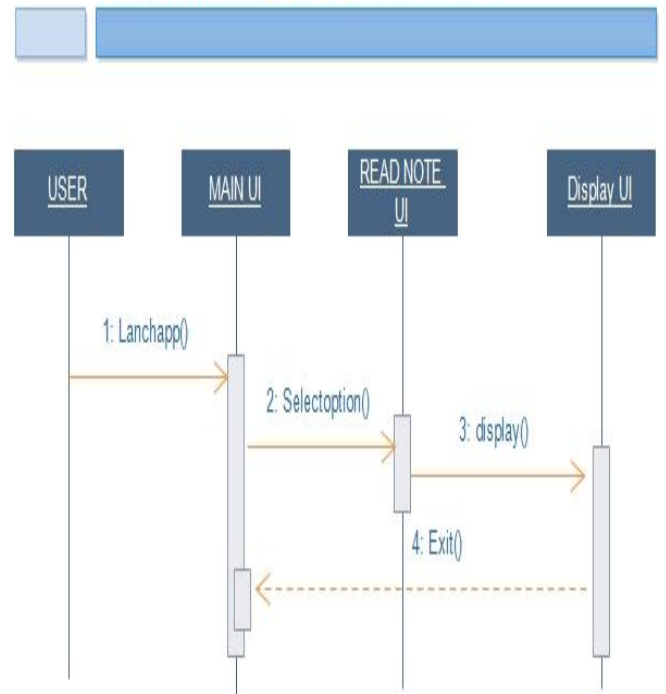 USER
MAIN UI
READ NOTE
UI
Display UI
1: Lanchapp()
2: Selectoption()
3: display()
4: Exit()